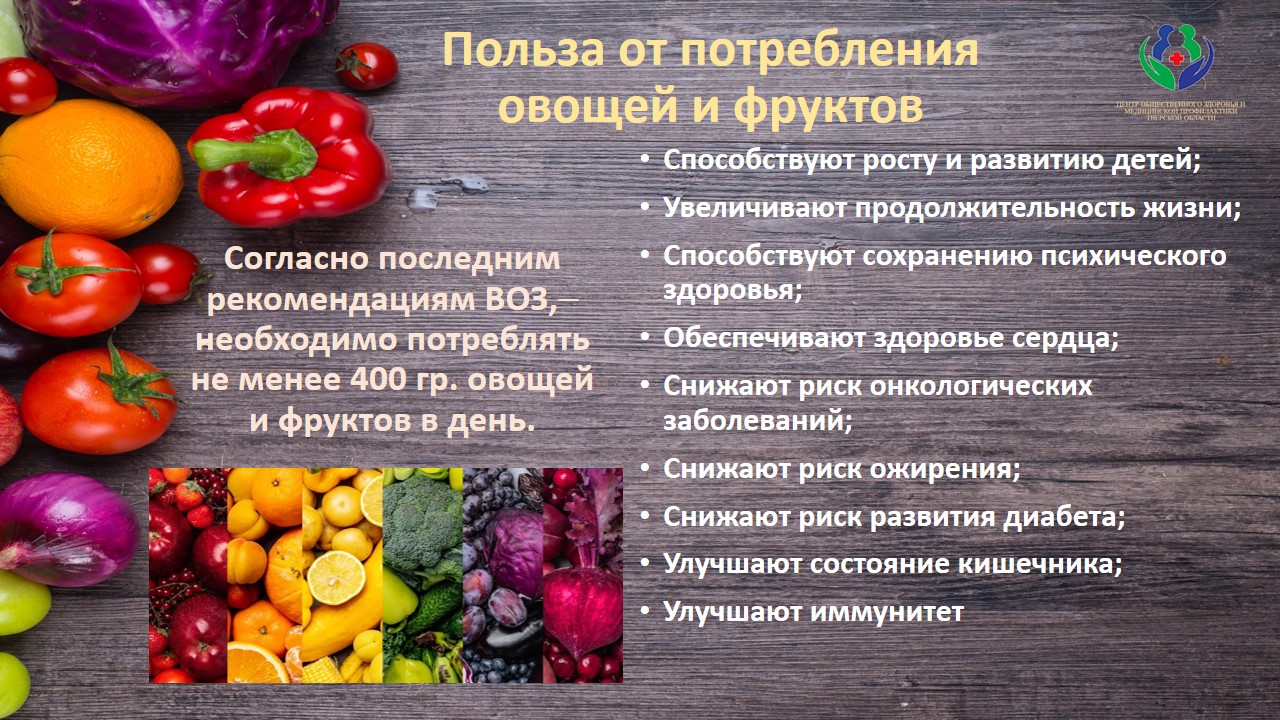 Польза от потребления
овощей и фруктов
ЦЕНТР ОБЩЕСТВЕННОГО ЗДОРОВЬЯ И
МЕДИЦИНСКОЙ ПРОФИЛАКТИКИ
ТВЕРСКОЙ ОБЛАСТИ
Согласно последним
рекомендациям ВОЗ,–
необходимо потреблять
не менее 400 гр. овощей
и фруктов в день.
• Способствуют росту и развитию детей;
• Увеличивают продолжительность жизни;
• Способствуют сохранению психического
здоровья;
• Обеспечивают здоровье сердца;
• Снижают риск онкологических
заболеваний;
• Снижают риск ожирения;
• Снижают риск развития диабета;
• Улучшают состояние кишечника;
• Улучшают иммунитет